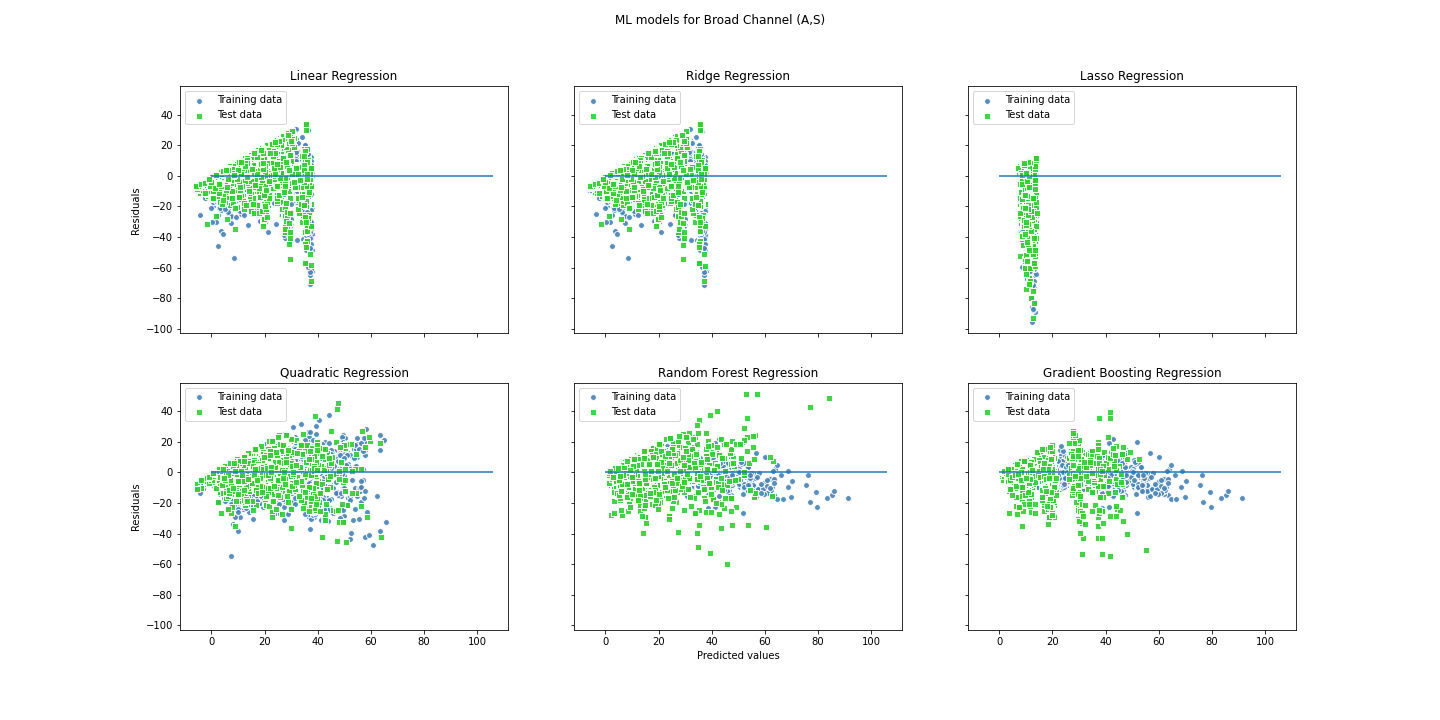 ML models for Broad Channel (A,S)
Linear Regression
Training data
Test data
40
20
0
−20
−40
−60
−80
−100
Residuals
Ridge Regression
Training data
Test data
Lasso Regression
Training data
Test data
Quadratic Regression
Training data
Test data
40
20
0
−20
−40
−60
−80
−100
Residuals
0 20 40 60 80 100
Random Forest Regression
Training data
Test data
0 20 40 60 80 100
Predicted values
Gradient Boosting Regression
Training data
Test data
0 20 40 60 80 100